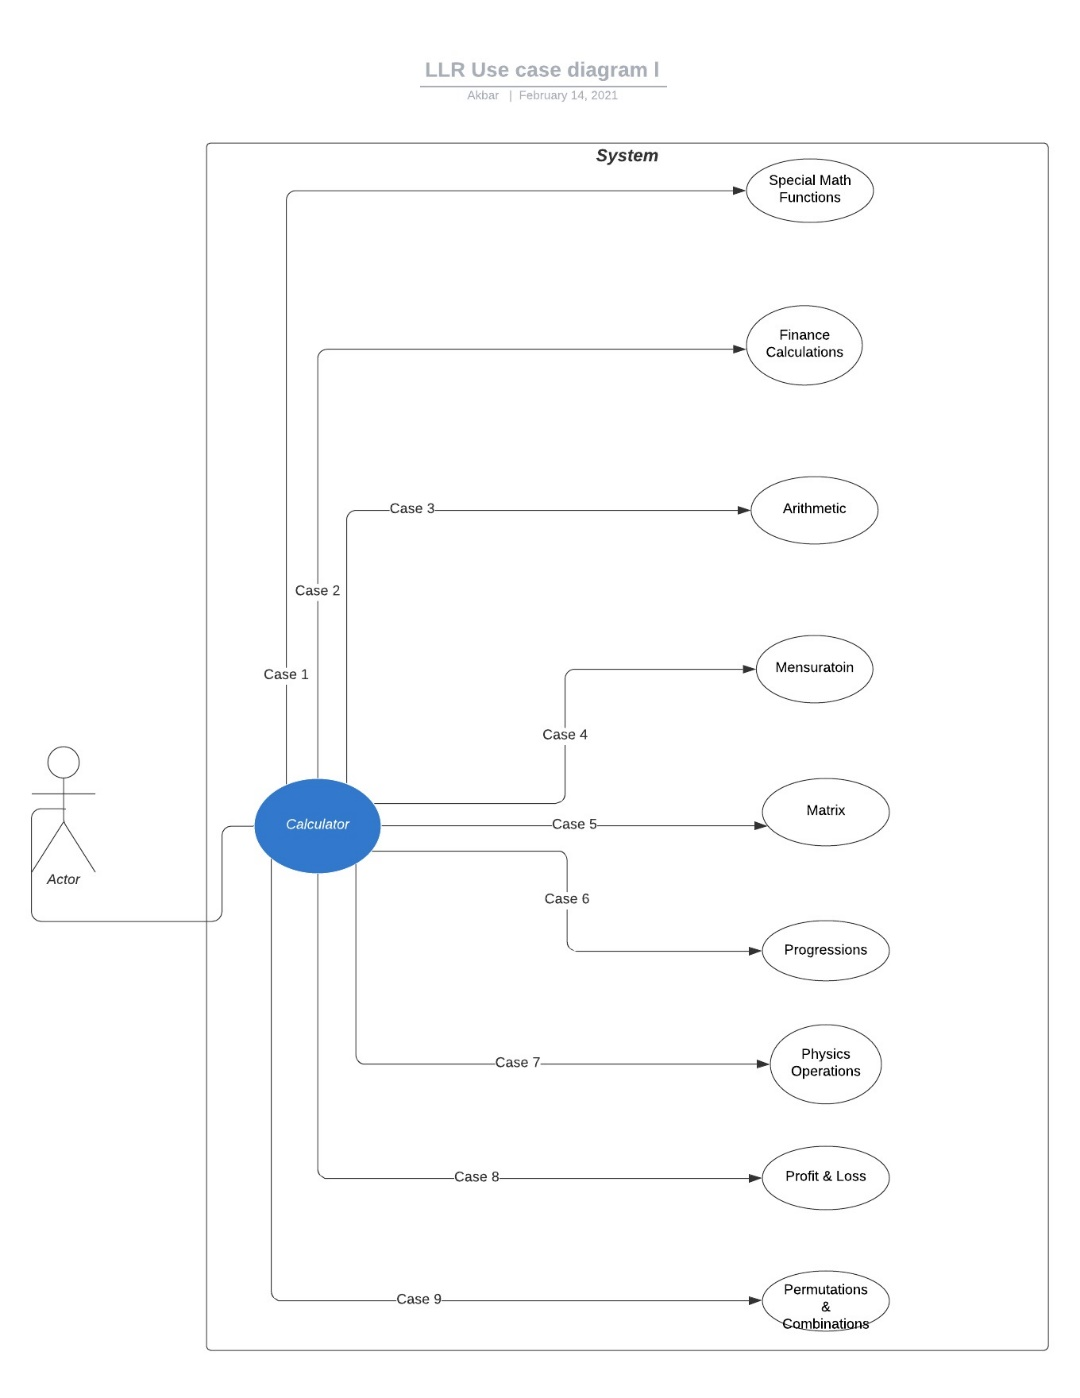 LLR Use case diagram l
Akbar | February 14, 2021
System
Special Math
Functions
Finance
Calculations
Case 3
Arithmetic
Case 2
Case 1
Mensuratoin
Case 4
Calculator
Case 5
Matrix
Actor
Case 6
Progressions
Case 7
Physics
Operations
Case 8
Profit & Loss
Case 9
Permutations
&
Combinations